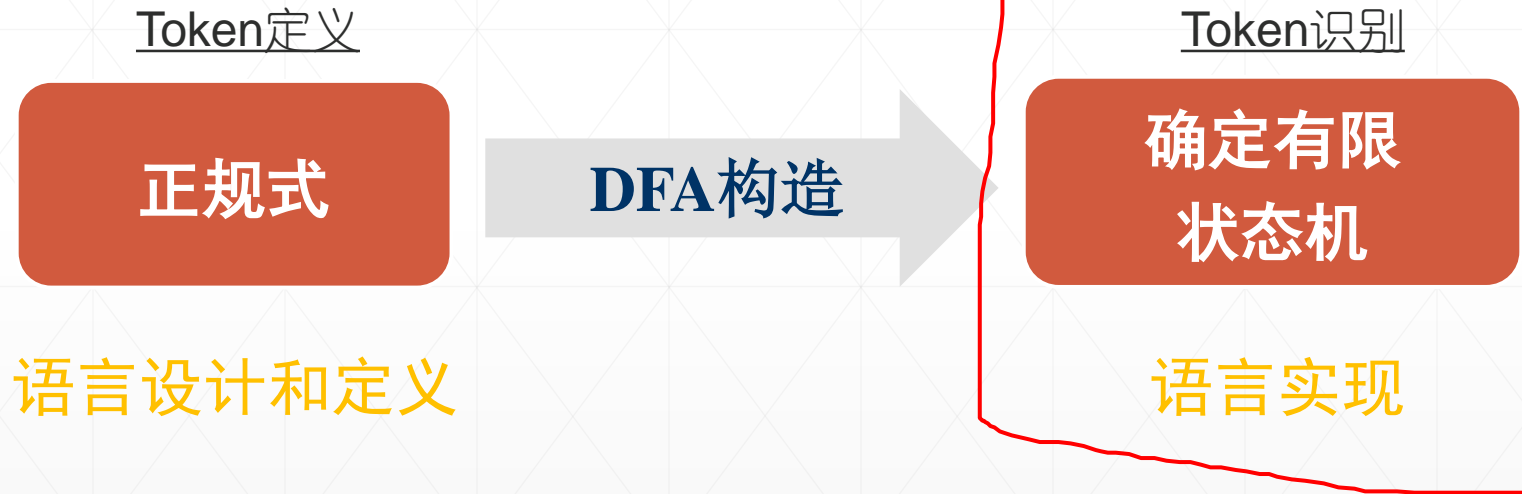 Token定义
Token识别
正规式
DFA构造
确定有限
状态机
语言设计和定义
语言实现